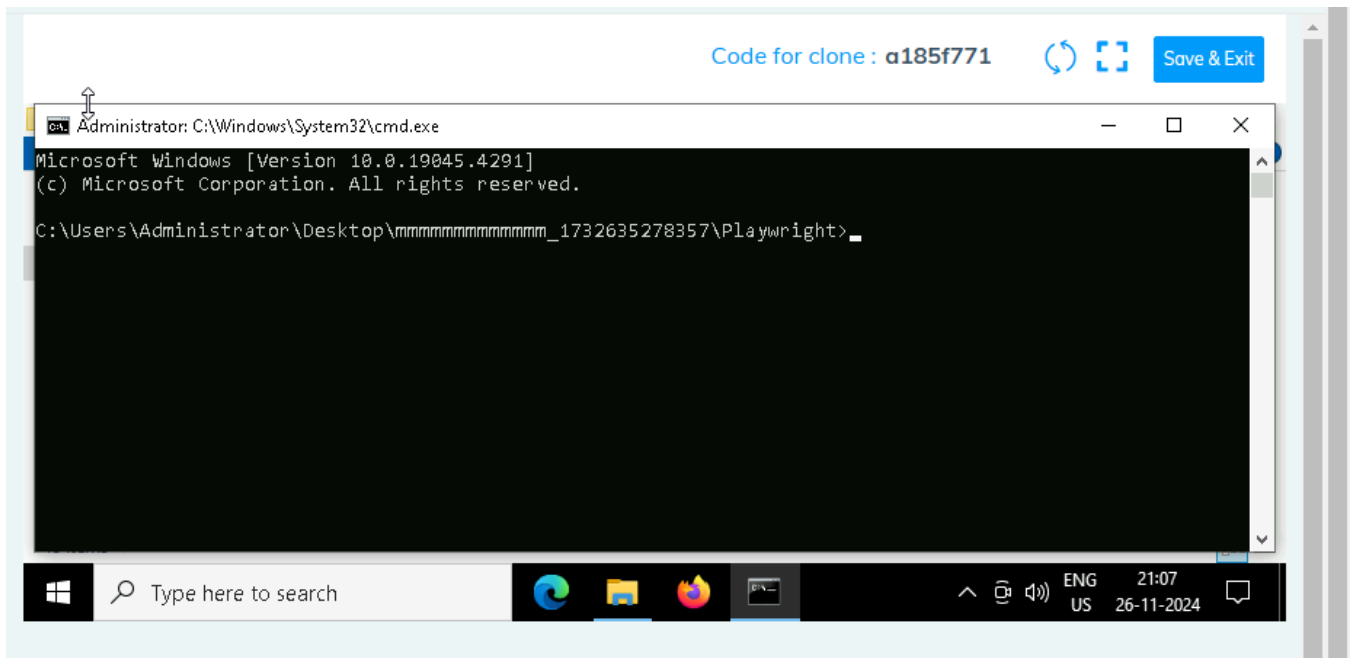 Code for clone : a185f771
Save & Exit
Administrator: C:\Windows\System32\cmd.exe
Microsoft Windows [Version 10.0.19045.4291]
(c) Microsoft Corporation. All rights reserved.
C:\Users\Administrator\Desktop\mmmmmmmmmmmmm_1732635278357\Playwright>
Type here to search
ENG
US
21:07
26-11-2024